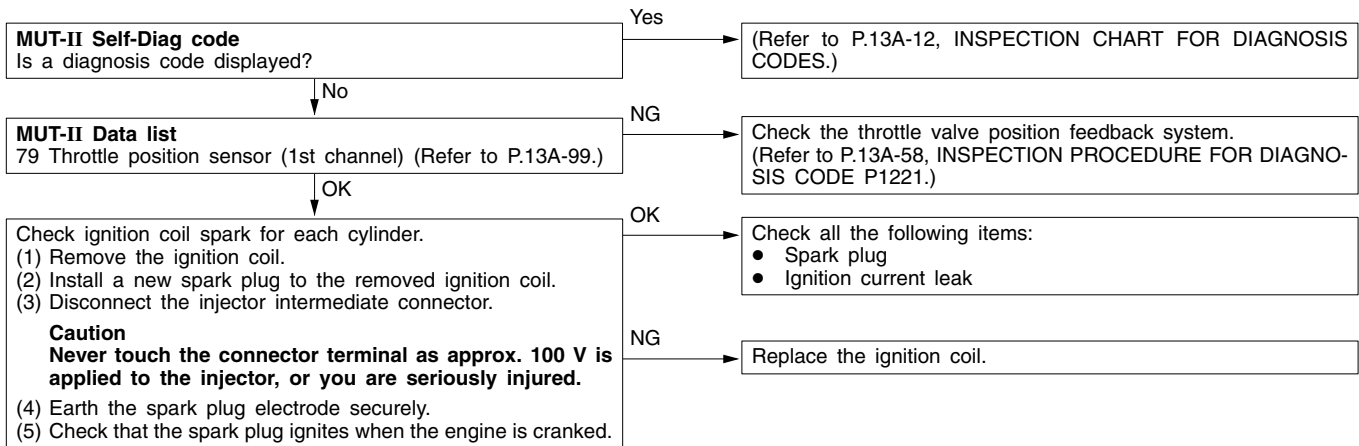 Yes
MUT-II Self-Diag code
Is a diagnosis code displayed?
(Refer to P.13A-12, INSPECTION CHART FOR DIAGNOSIS
CODES.)
No
NG
MUT-II Data list
79 Throttle position sensor (1st channel) (Refer to P.13A-99.)
Check the throttle valve position feedback system.
(Refer to P.13A-58, INSPECTION PROCEDURE FOR DIAGNO-
SIS CODE P1221.)
OK
OK
Check ignition coil spark for each cylinder.
(1) Remove the ignition coil.
(2) Install a new spark plug to the removed ignition coil.
(3) Disconnect the injector intermediate connector.
Caution
Never touch the connector terminal as approx. 100 V is
applied to the injector, or you are seriously injured.
(4) Earth the spark plug electrode securely.
(5) Check that the spark plug ignites when the engine is cranked.
Check all the following items:
● Spark plug
● Ignition current leak
NG
Replace the ignition coil.